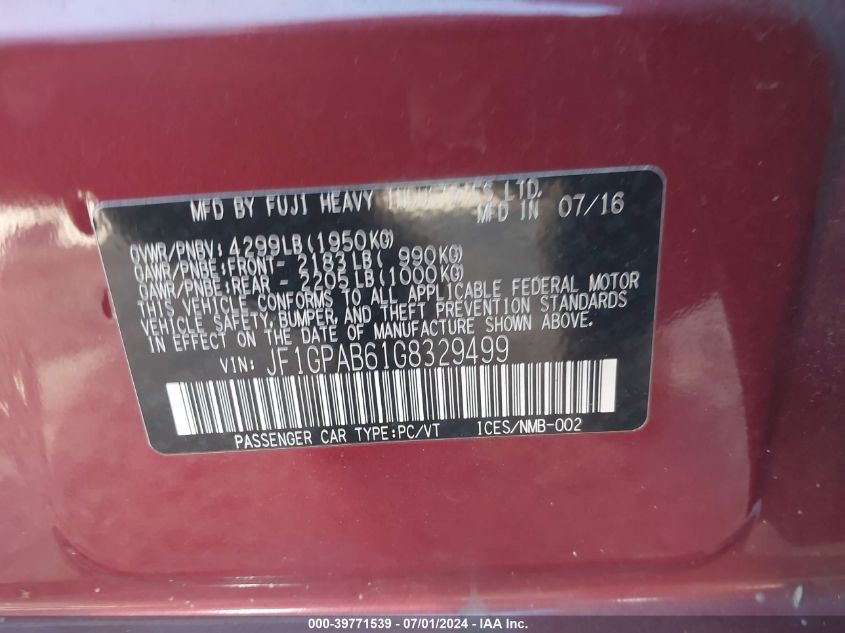 MFD BY FUJI HEAVY INDUSTRIES LTD.
MFD IN 07/16
GVWR/PNBV: 4299LB(1950KG)
GAWR/PNBE:FRONT- 2183LB( 990KG)
GAWR/PNBE:REAR - 2205LB(1000KG)
THIS VEHICLE CONFORMS TO ALL APPLICABLE FEDERAL MOTOR
VEHICLE SAFETY, BUMPER, AND THEFT PREVENTION STANDARDS
IN EFFECT ON THE DATE OF MANUFACTURE SHOWN ABOVE.
VIN: JF1GPAB61G8329499
PASSENGER CAR TYPE:PC/VT ICES/NMB-002
000-39771539 - 07/01/2024 - © IAA Inc.